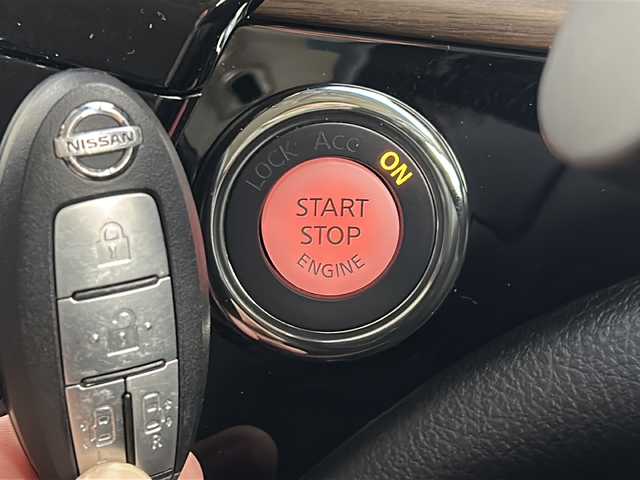 NISSAN
LOCK Acc ON
START
STOP
ENGINE